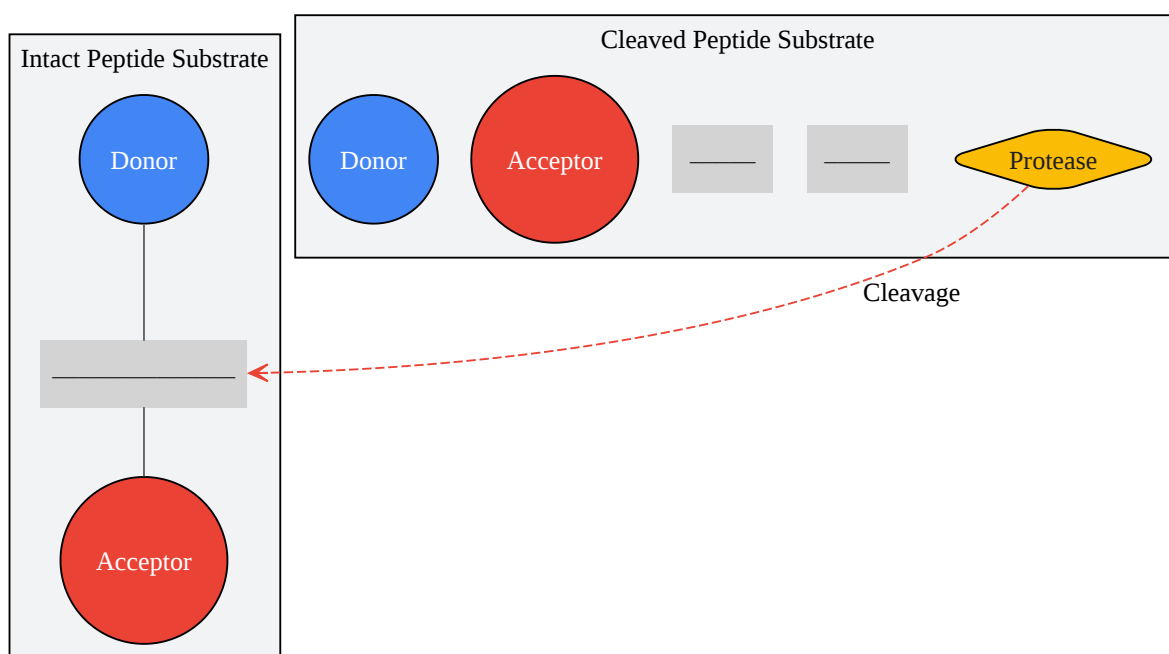 Intact Peptide Substrate
Donor
Acceptor
Cleaved Peptide Substrate
Donor
Acceptor
Protease
Cleavage